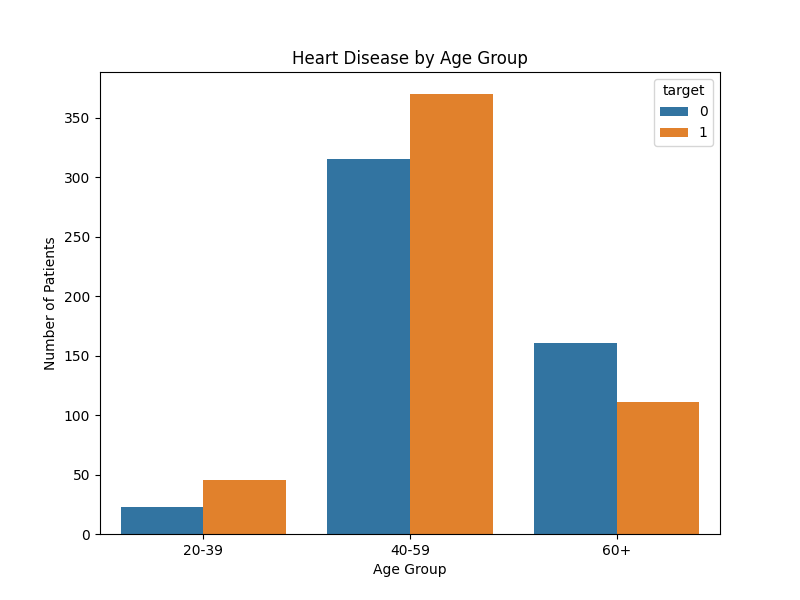 Heart Disease by Age Group
target
0
1
350
300
250
200
150
100
50
0
Number of Patients
20-39 40-59 60+
Age Group